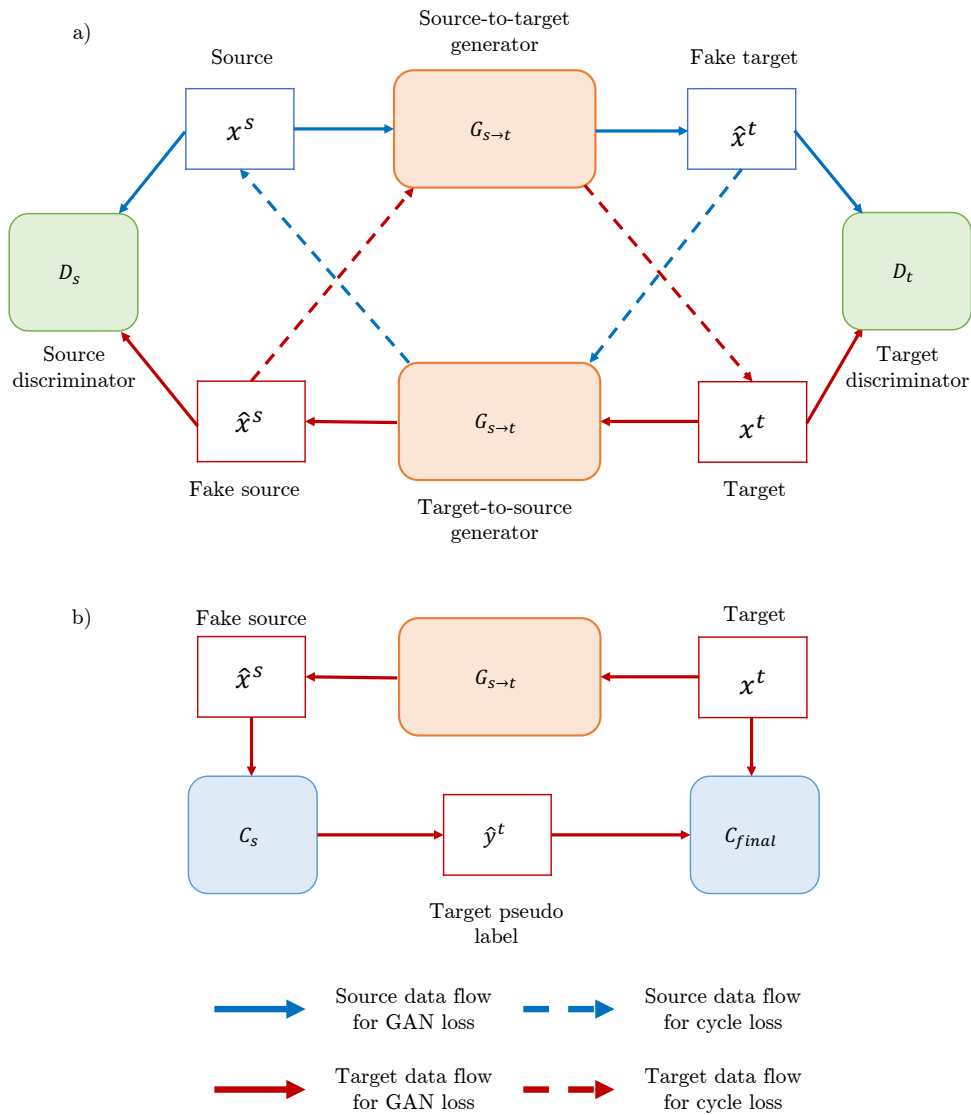 a)
Source-to-target
generator
Source
Fake target
x^s
G_{s→t}
x̂^t
D_s
D_t
Source
discriminator
Target
discriminator
x̂^s
G_{s→t}
x^t
Fake source
Target
Target-to-source
generator
b)
Fake source
Target
x̂^s
G_{s→t}
x^t
C_s
ŷ^t
C_{final}
Target pseudo
label
Source data flow
for GAN loss
Source data flow
for cycle loss
Target data flow
for GAN loss
Target data flow
for cycle loss